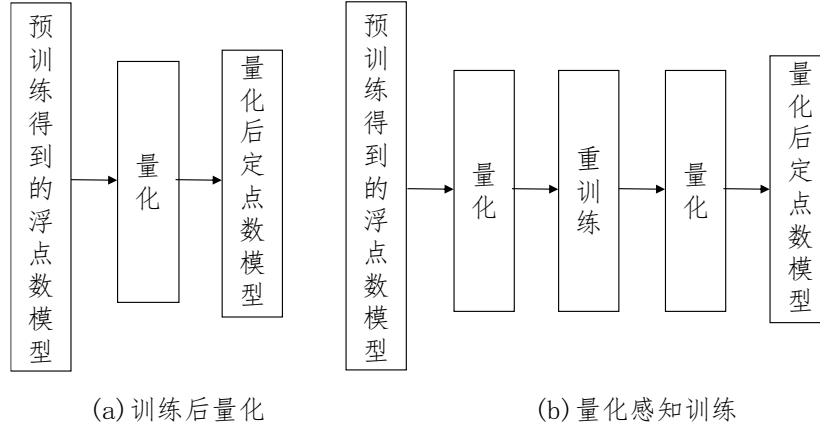 预训练得到的浮点数模型
量化
量化后定点数模型
(a)训练后量化
预训练得到的浮点数模型
量化
重训练
量化
量化后定点数模型
(b)量化感知训练